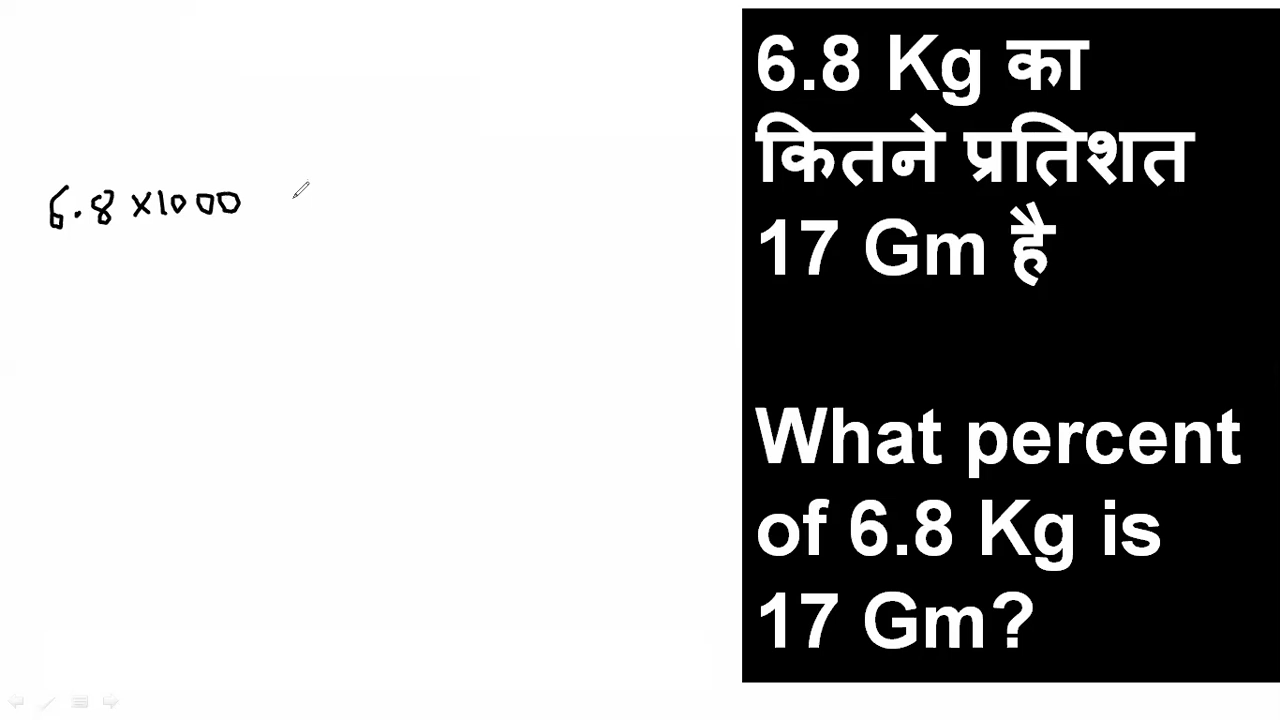 6.8 x1000
6.8 Kg का
कितने प्रतिशत
17 Gm है
What percent
of 6.8 Kg is
17 Gm?